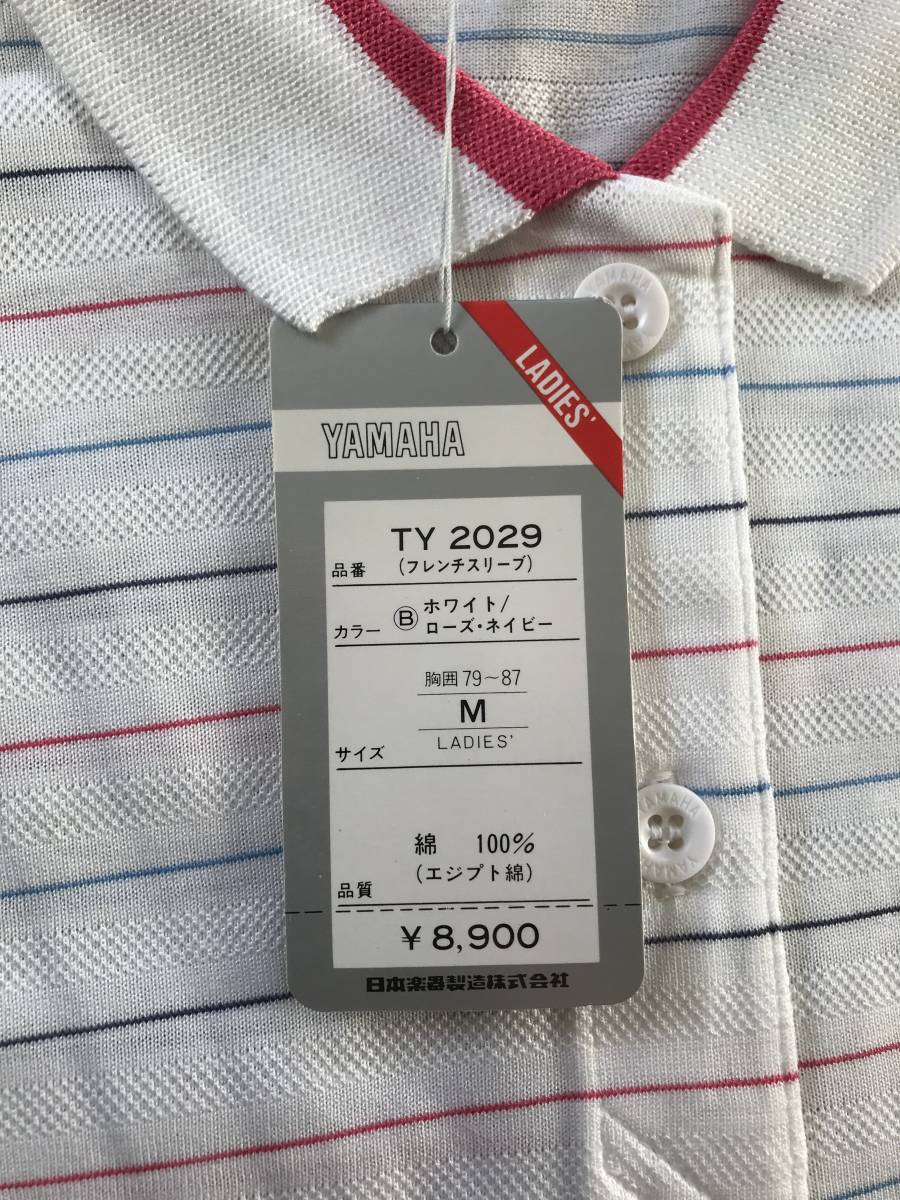 LADIES'
YAMAHA
YAMAHA
TY 2029
品番 (フレンチスリーブ)
カラー Ⓑ ホワイト/
ローズ・ネイビー
胸囲 79～87
M
サイズ LADIES'
綿 100%
(エジプト綿)
品質
¥8,900
日本楽器製造株式会社
YAMAHA
YAMAHA